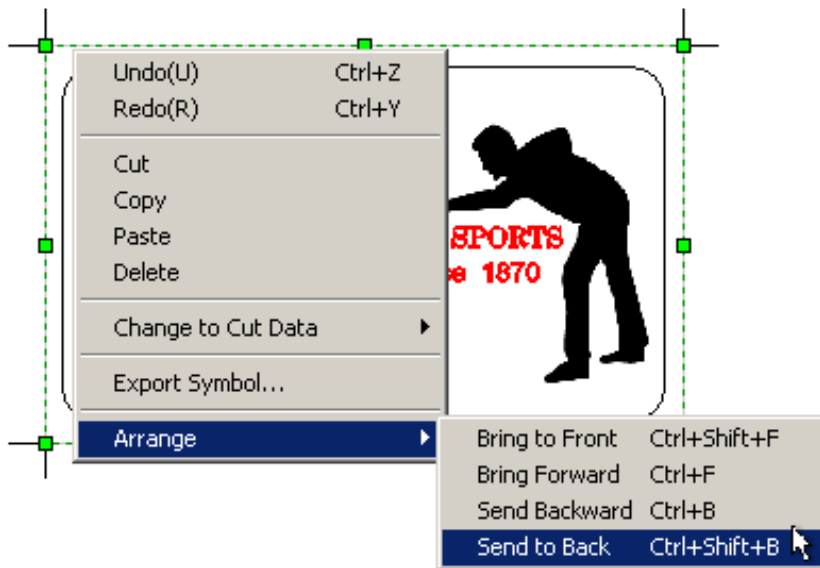 Undo(U) Ctrl+Z
Redo(R) Ctrl+Y
Cut
Copy
Paste
Delete
SPORTS
1870
Change to Cut Data
Export Symbol...
Arrange
Bring to Front Ctrl+Shift+F
Bring Forward Ctrl+F
Send Backward Ctrl+B
Send to Back Ctrl+Shift+B